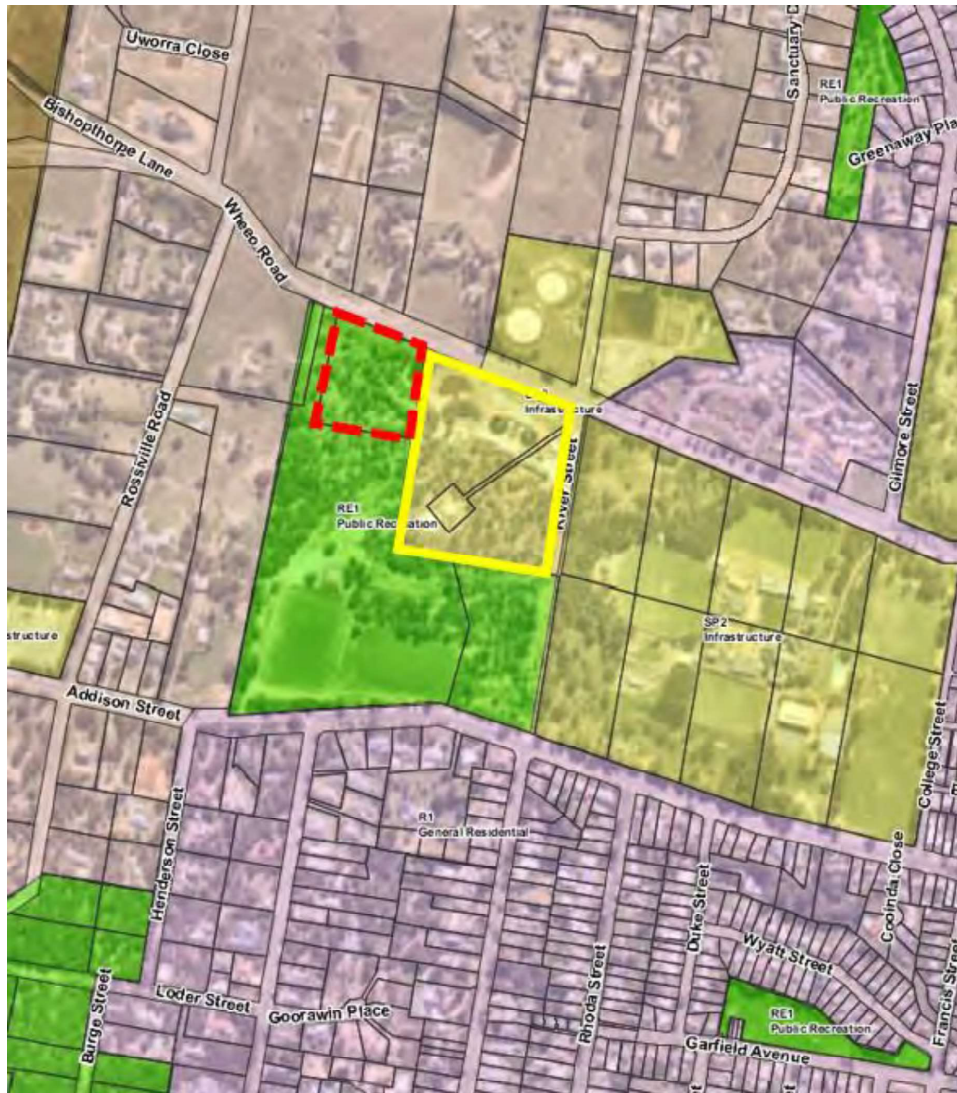 Uworra Close
Sanctuary D
RE1
Public Recreation
Bishopthorpe Lane
Greenaway Pla
Wheeo Road
Rossiville Road
Infrastructure
Gilmore Street
River Street
RE1
Public Recreation
SP2
Infrastructure
structure
Addison Street
College Street
R1
General Residential
Henderson Street
Cooinda Close
Duke Street
Wyatt Street
Loder Street
Goorawin Place
Rhoda Street
RE1
Public Recreation
Francis Street
Barge Street
Garfield Avenue